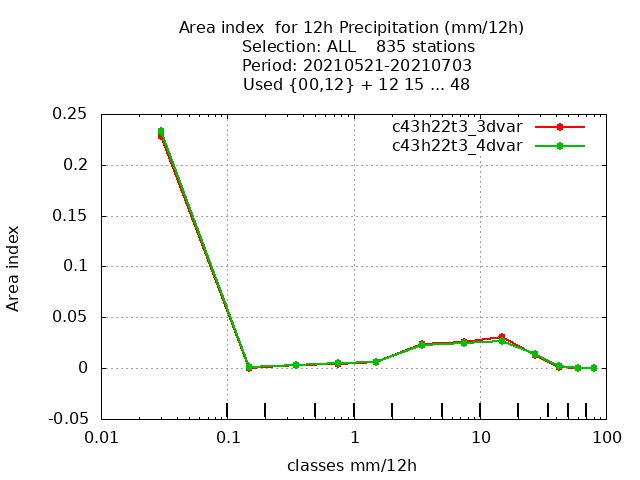 Area index  for 12h Precipitation (mm/12h)
Selection: ALL    835 stations
Period: 20210521-20210703
Used {00,12} + 12 15 ... 48
c43h22t3_3dvar
c43h22t3_4dvar
0.25
0.2
0.15
0.1
0.05
0
-0.05
Area index
0.01 0.1 1 10 100
classes mm/12h